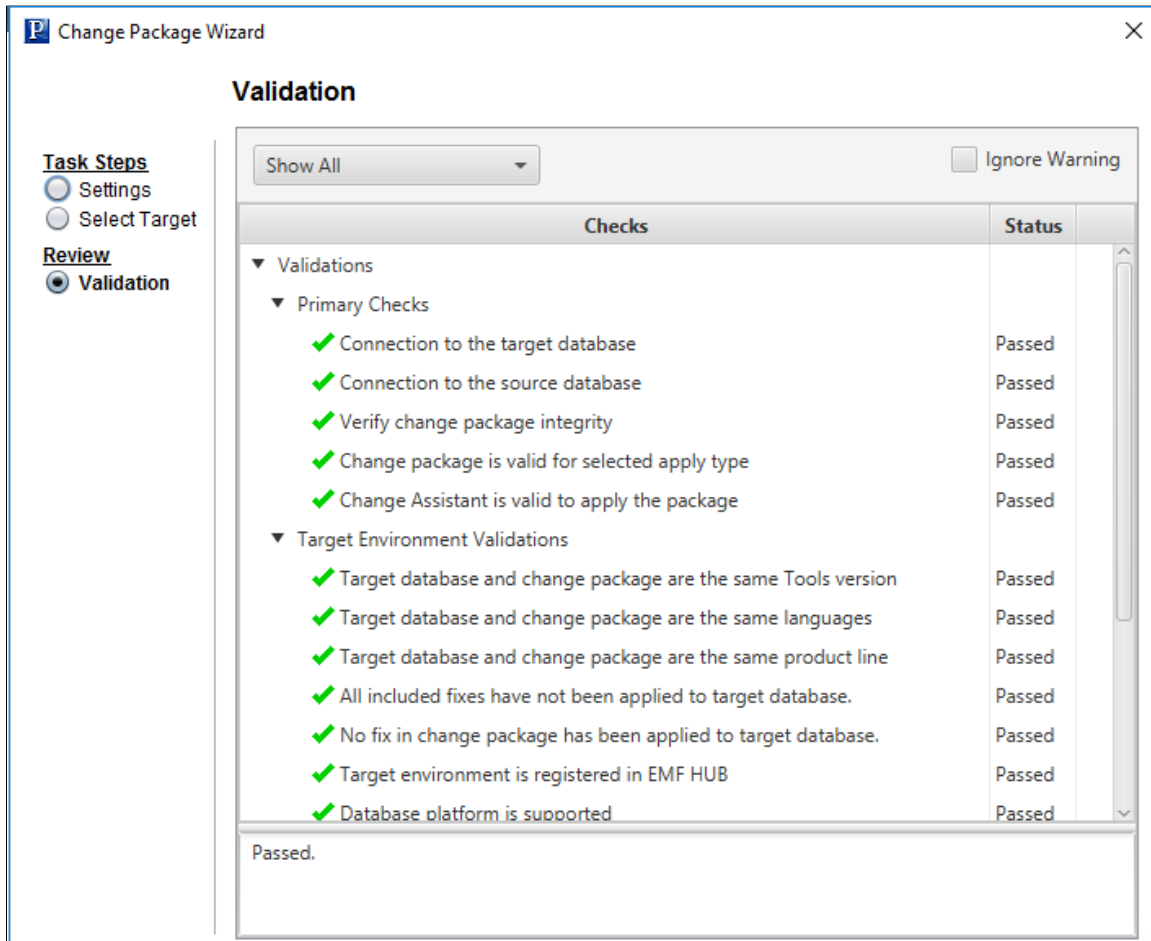 P Change Package Wizard
Validation
Task Steps
Settings
Select Target
Review
Validation
Show All
Ignore Warning
Checks Status
Validations
Primary Checks
Connection to the target database Passed
Connection to the source database Passed
Verify change package integrity Passed
Change package is valid for selected apply type Passed
Change Assistant is valid to apply the package Passed
Target Environment Validations
Target database and change package are the same Tools version Passed
Target database and change package are the same languages Passed
Target database and change package are the same product line Passed
All included fixes have not been applied to target database. Passed
No fix in change package has been applied to target database. Passed
Target environment is registered in EMF HUB Passed
Database platform is supported Passed
Passed.